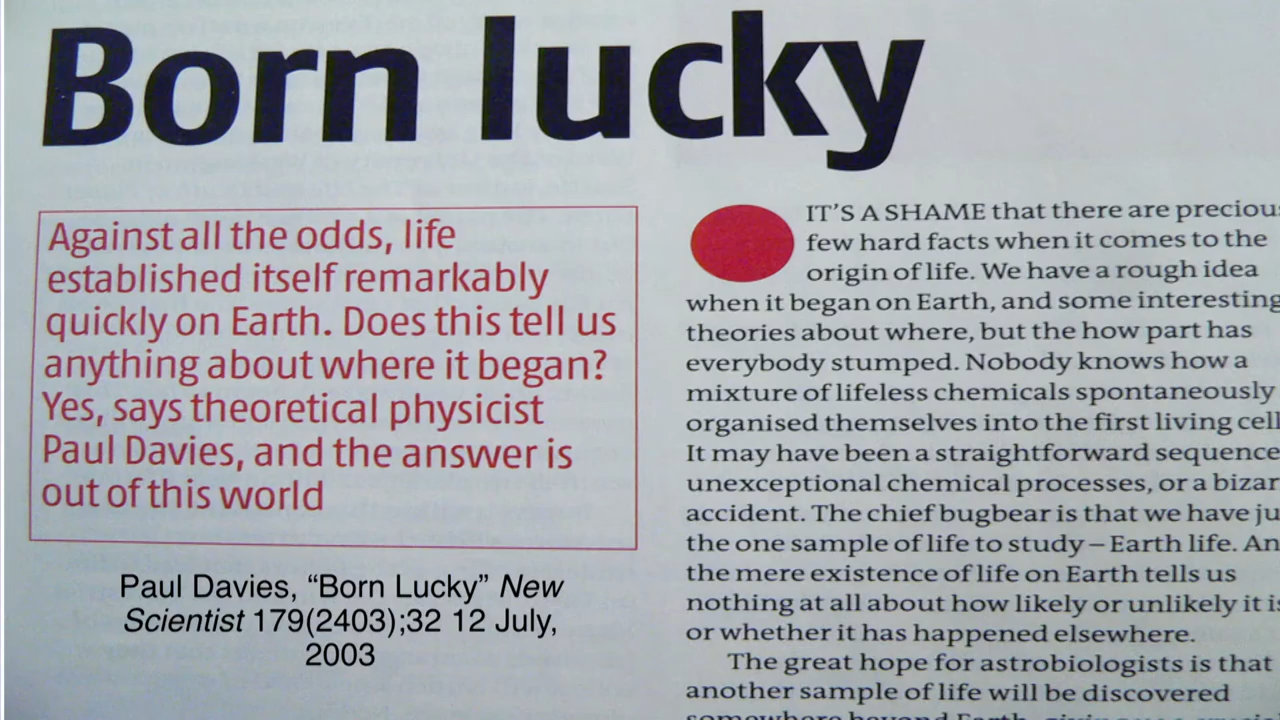 Born lucky
Against all the odds, life
established itself remarkably
quickly on Earth. Does this tell us
anything about where it began?
Yes, says theoretical physicist
Paul Davies, and the answer is
out of this world
Paul Davies, “Born Lucky” New
Scientist 179(2403);32 12 July,
2003
IT'S A SHAME that there are precious
few hard facts when it comes to the
origin of life. We have a rough idea
when it began on Earth, and some interesting
theories about where, but the how part has
everybody stumped. Nobody knows how a
mixture of lifeless chemicals spontaneously
organised themselves into the first living cell
It may have been a straightforward sequence
unexceptional chemical processes, or a bizar
accident. The chief bugbear is that we have ju
the one sample of life to study – Earth life. An
the mere existence of life on Earth tells us
nothing at all about how likely or unlikely it is
or whether it has happened elsewhere.
The great hope for astrobiologists is that
another sample of life will be discovered
somewhere beyond Earth,